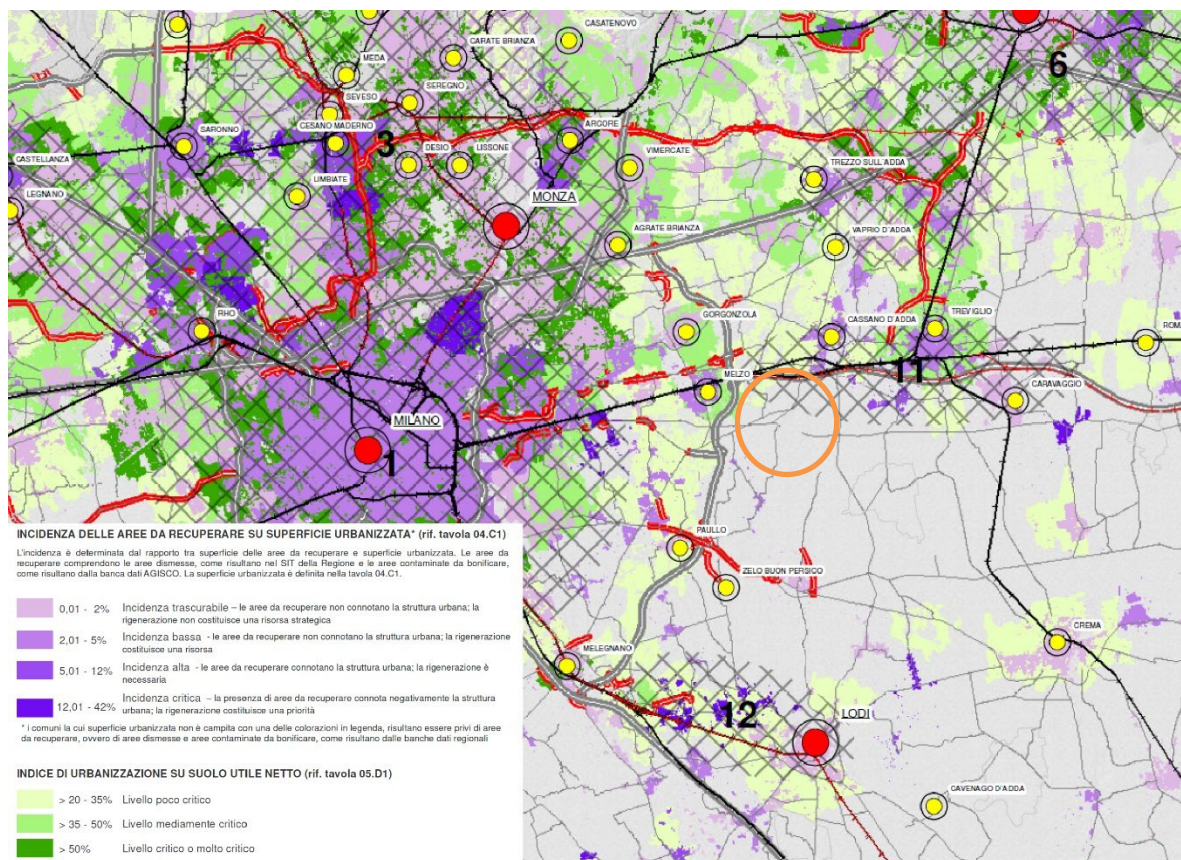 CASATENOVO
CARATE BRIANZA
MEDA
6
SEREGNO
SEVESO
SARONNO
CESANO MADERNO
ARCORE
3
DESIO
LISSONE
VIMERCATE
CASTELLANZA
TREZZO SULL'ADDA
LIMBIATE
LEGNANO
MONZA
AGRATE BRIANZA
VAPRIO D'ADDA
RHO
GORGONZOLA
CASSANO D'ADDA
TREVIGLIO
ROMA
MELZO
11
CARAVAGGIO
MILANO
1
PAULLO
ZELO BUON PERSICO
CREMA
MELEGNANO
12
LODI
CAVENAGO D'ADDA
INCIDENZA DELLE AREE DA RECUPERARE SU SUPERFICIE URBANIZZATA* (rif. tavola 04.C1)
L'incidenza è determinata dal rapporto tra superficie delle aree da recuperare e superficie urbanizzata. Le aree da
recuperare comprendono le aree dismesse, come risultano nel SIT della Regione e le aree contaminate da bonificare,
come risultano dalla banca dati AGISCO. La superficie urbanizzata è definita nella tavola 04.C1.
0,01 - 2% Incidenza trascurabile – le aree da recuperare non connotano la struttura urbana; la
rigenerazione non costituisce una risorsa strategica
2,01 - 5% Incidenza bassa - le aree da recuperare non connotano la struttura urbana; la rigenerazione
costituisce una risorsa
5,01 - 12% Incidenza alta - le aree da recuperare connotano la struttura urbana; la rigenerazione è
necessaria
12,01 - 42% Incidenza critica – la presenza di aree da recuperare connota negativamente la struttura
urbana; la rigenerazione costituisce una priorità
* i comuni la cui superficie urbanizzata non è campita con una delle colorazioni in legenda, risultano essere privi di aree
da recuperare, ovvero di aree dismesse e aree contaminate da bonificare, come risultano dalle banche dati regionali
INDICE DI URBANIZZAZIONE SU SUOLO UTILE NETTO (rif. tavola 05.D1)
> 20 - 35% Livello poco critico
> 35 - 50% Livello mediamente critico
> 50% Livello critico o molto critico